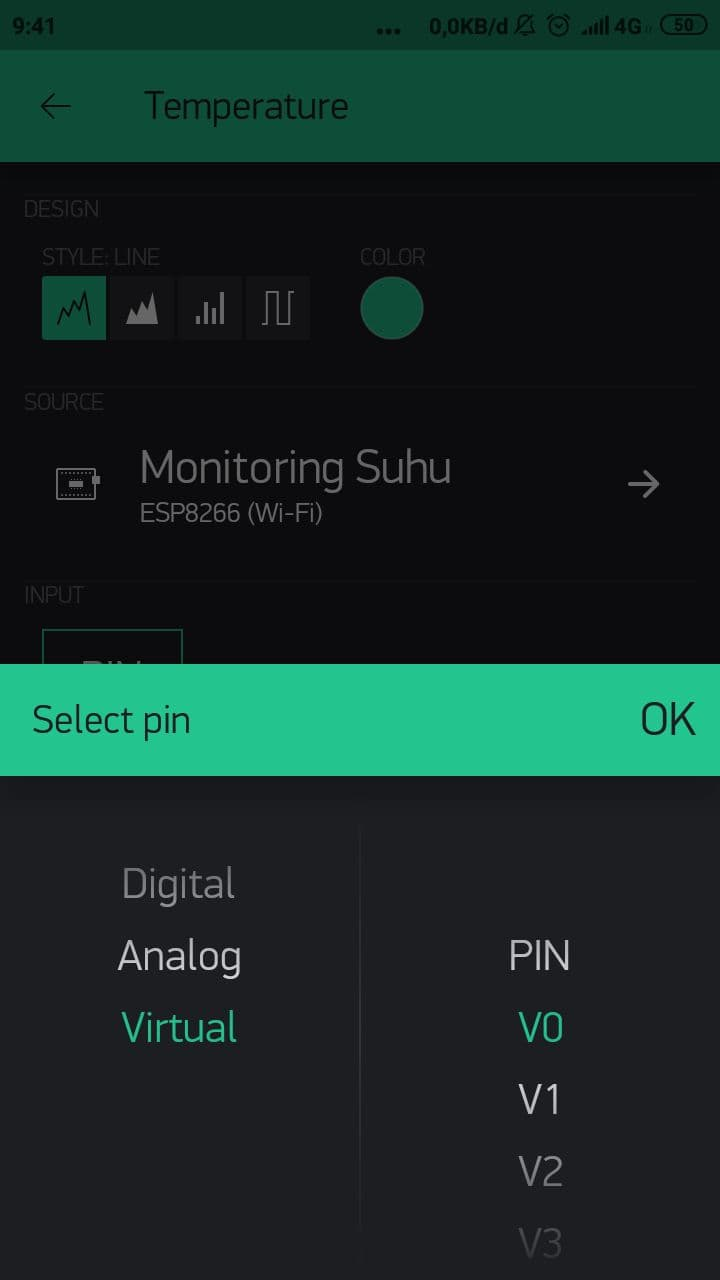 9:41 ... 0,0KB/d 4G 50
Temperature
DESIGN
STYLE: LINE COLOR
SOURCE
Monitoring Suhu
ESP8266 (Wi-Fi)
INPUT
PIN
Select pin OK
Digital
Analog PIN
Virtual V0
V1
V2
V3